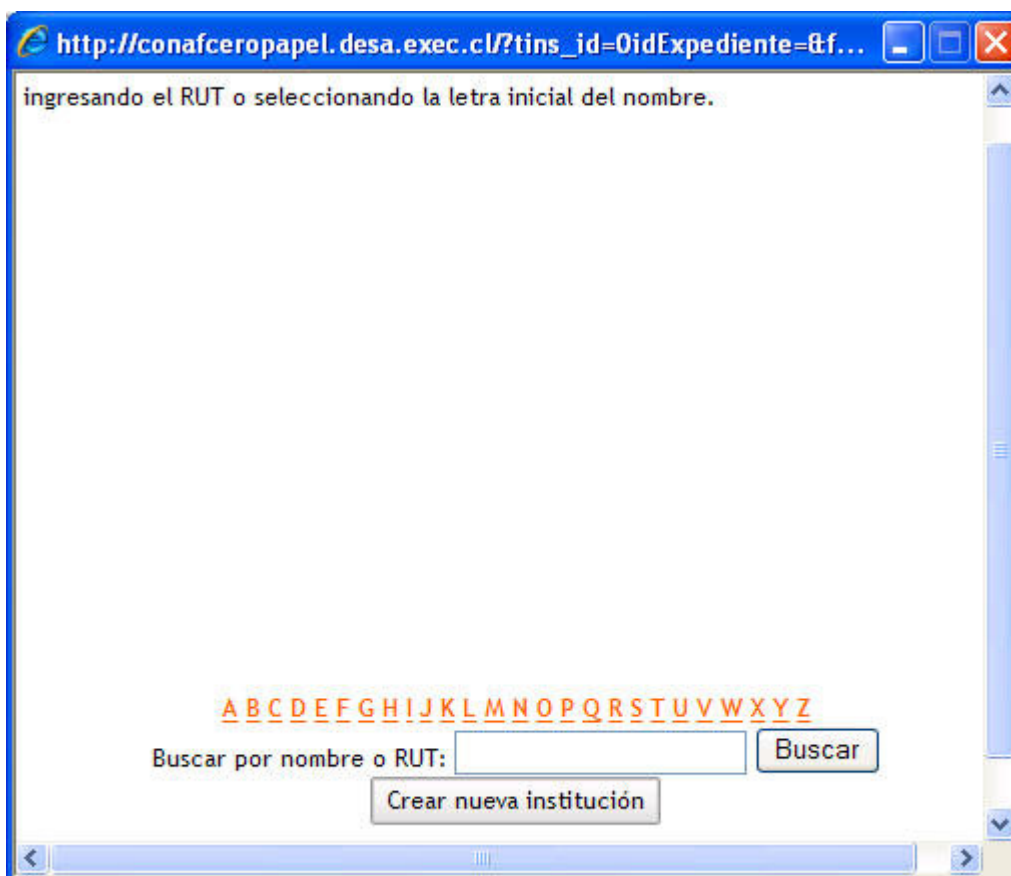 http://conafceropapel.desa.exec.cl/?tins_id=0idExpediente=&f...
ingresando el RUT o seleccionando la letra inicial del nombre.
A B C D E F G H I J K L M N O P Q R S T U V W X Y Z
Buscar por nombre o RUT: Buscar
Crear nueva institución